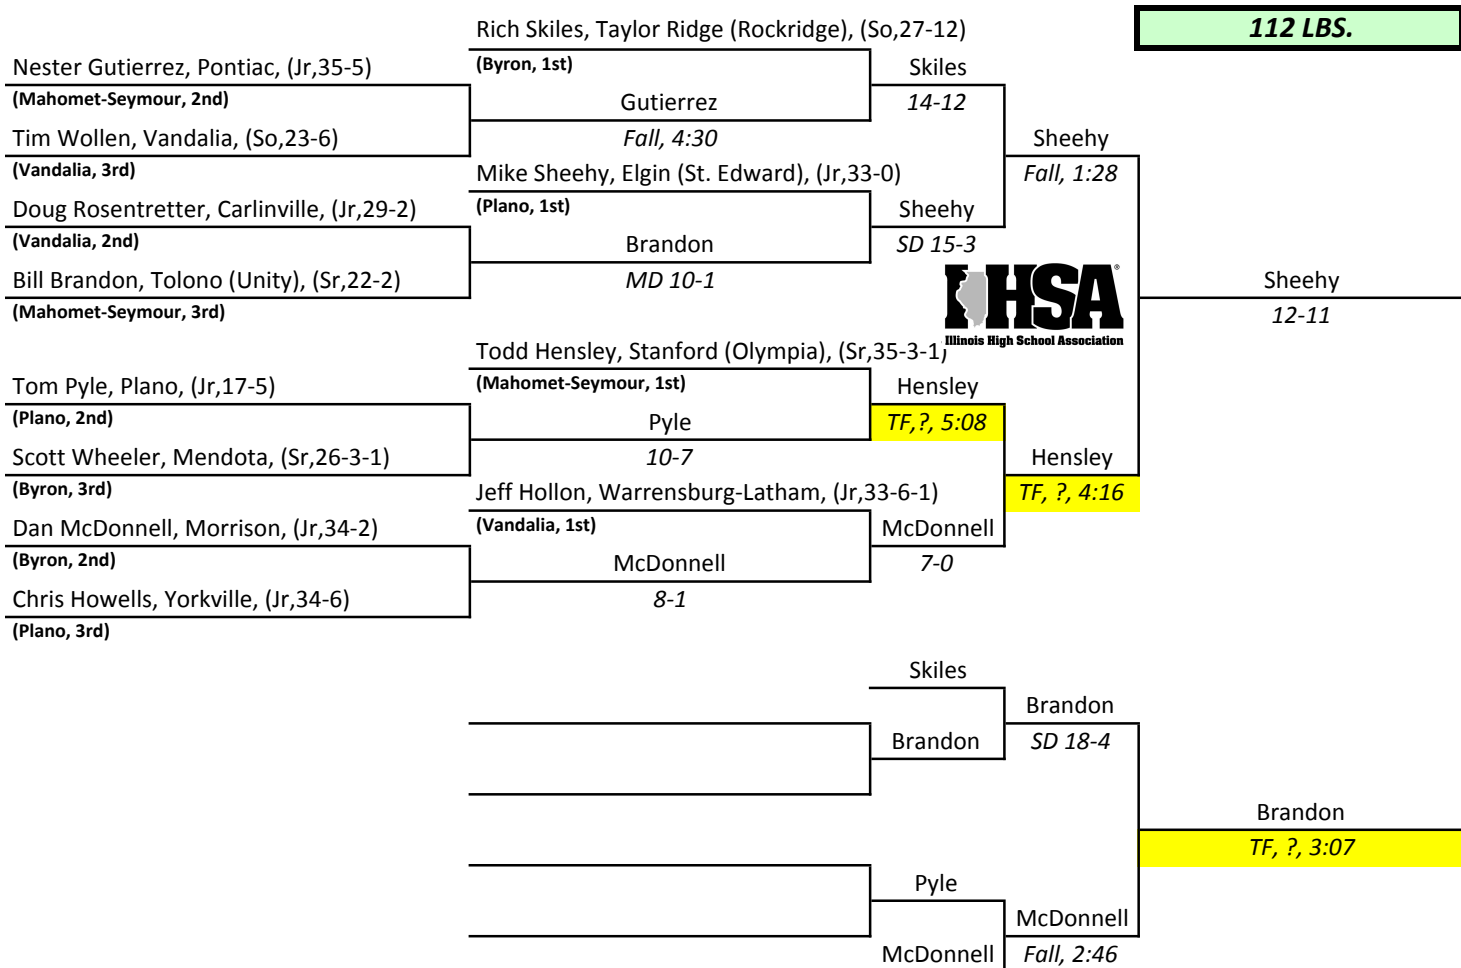 Rich Skiles, Taylor Ridge (Rockridge), (So,27-12)
112 LBS.
Nester Gutierrez, Pontiac, (Jr,35-5)
(Byron, 1st)
Skiles
(Mahomet-Seymour, 2nd)
Gutierrez
14-12
Tim Wollen, Vandalia, (So,23-6)
Fall, 4:30
Sheehy
(Vandalia, 3rd)
Mike Sheehy, Elgin (St. Edward), (Jr,33-0)
Fall, 1:28
Doug Rosentretter, Carlinville, (Jr,29-2)
(Plano, 1st)
Sheehy
(Vandalia, 2nd)
Brandon
SD 15-3
Bill Brandon, Tolono (Unity), (Sr,22-2)
MD 10-1
IHSA
Sheehy
(Mahomet-Seymour, 3rd)
12-11
Illinois High School Association
Todd Hensley, Stanford (Olympia), (Sr,35-3-1)
Tom Pyle, Plano, (Jr,17-5)
(Mahomet-Seymour, 1st)
Hensley
(Plano, 2nd)
Pyle
TF,?, 5:08
Scott Wheeler, Mendota, (Sr,26-3-1)
10-7
Hensley
(Byron, 3rd)
Jeff Hollon, Warrensburg-Latham, (Jr,33-6-1)
TF, ?, 4:16
Dan McDonnell, Morrison, (Jr,34-2)
(Vandalia, 1st)
McDonnell
(Byron, 2nd)
McDonnell
7-0
Chris Howells, Yorkville, (Jr,34-6)
8-1
(Plano, 3rd)
Skiles
Brandon
Brandon
SD 18-4
Brandon
TF, ?, 3:07
Pyle
McDonnell
McDonnell
Fall, 2:46